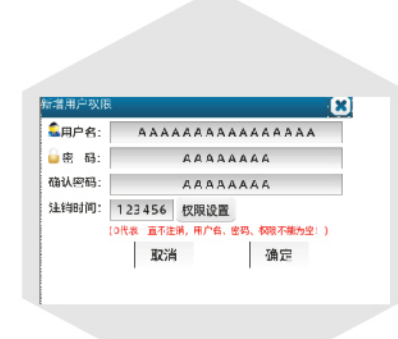 新增用户权限
用户名: AAAAAAAAAAAAAAAA
密 码: AAAAAAAA
确认密码: AAAAAAAA
注销时间: 123456 权限设置
(0代表一直不注销, 用户名、密码、权限不能为空! )
取消 确定